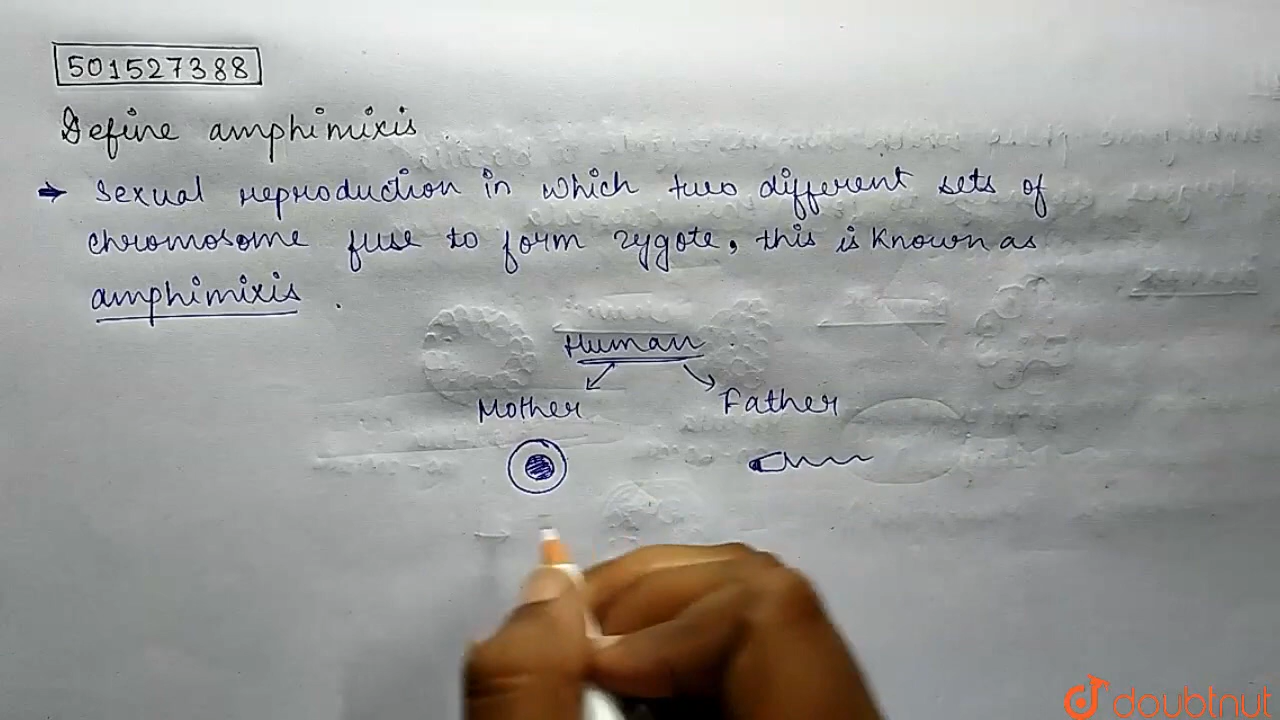 501527388
Define amphimixis
→ Sexual reproduction in which two different sets of
chromosome fuse to form zygote, this is known as
amphimixis.
Human
Mother Father
doubtnut